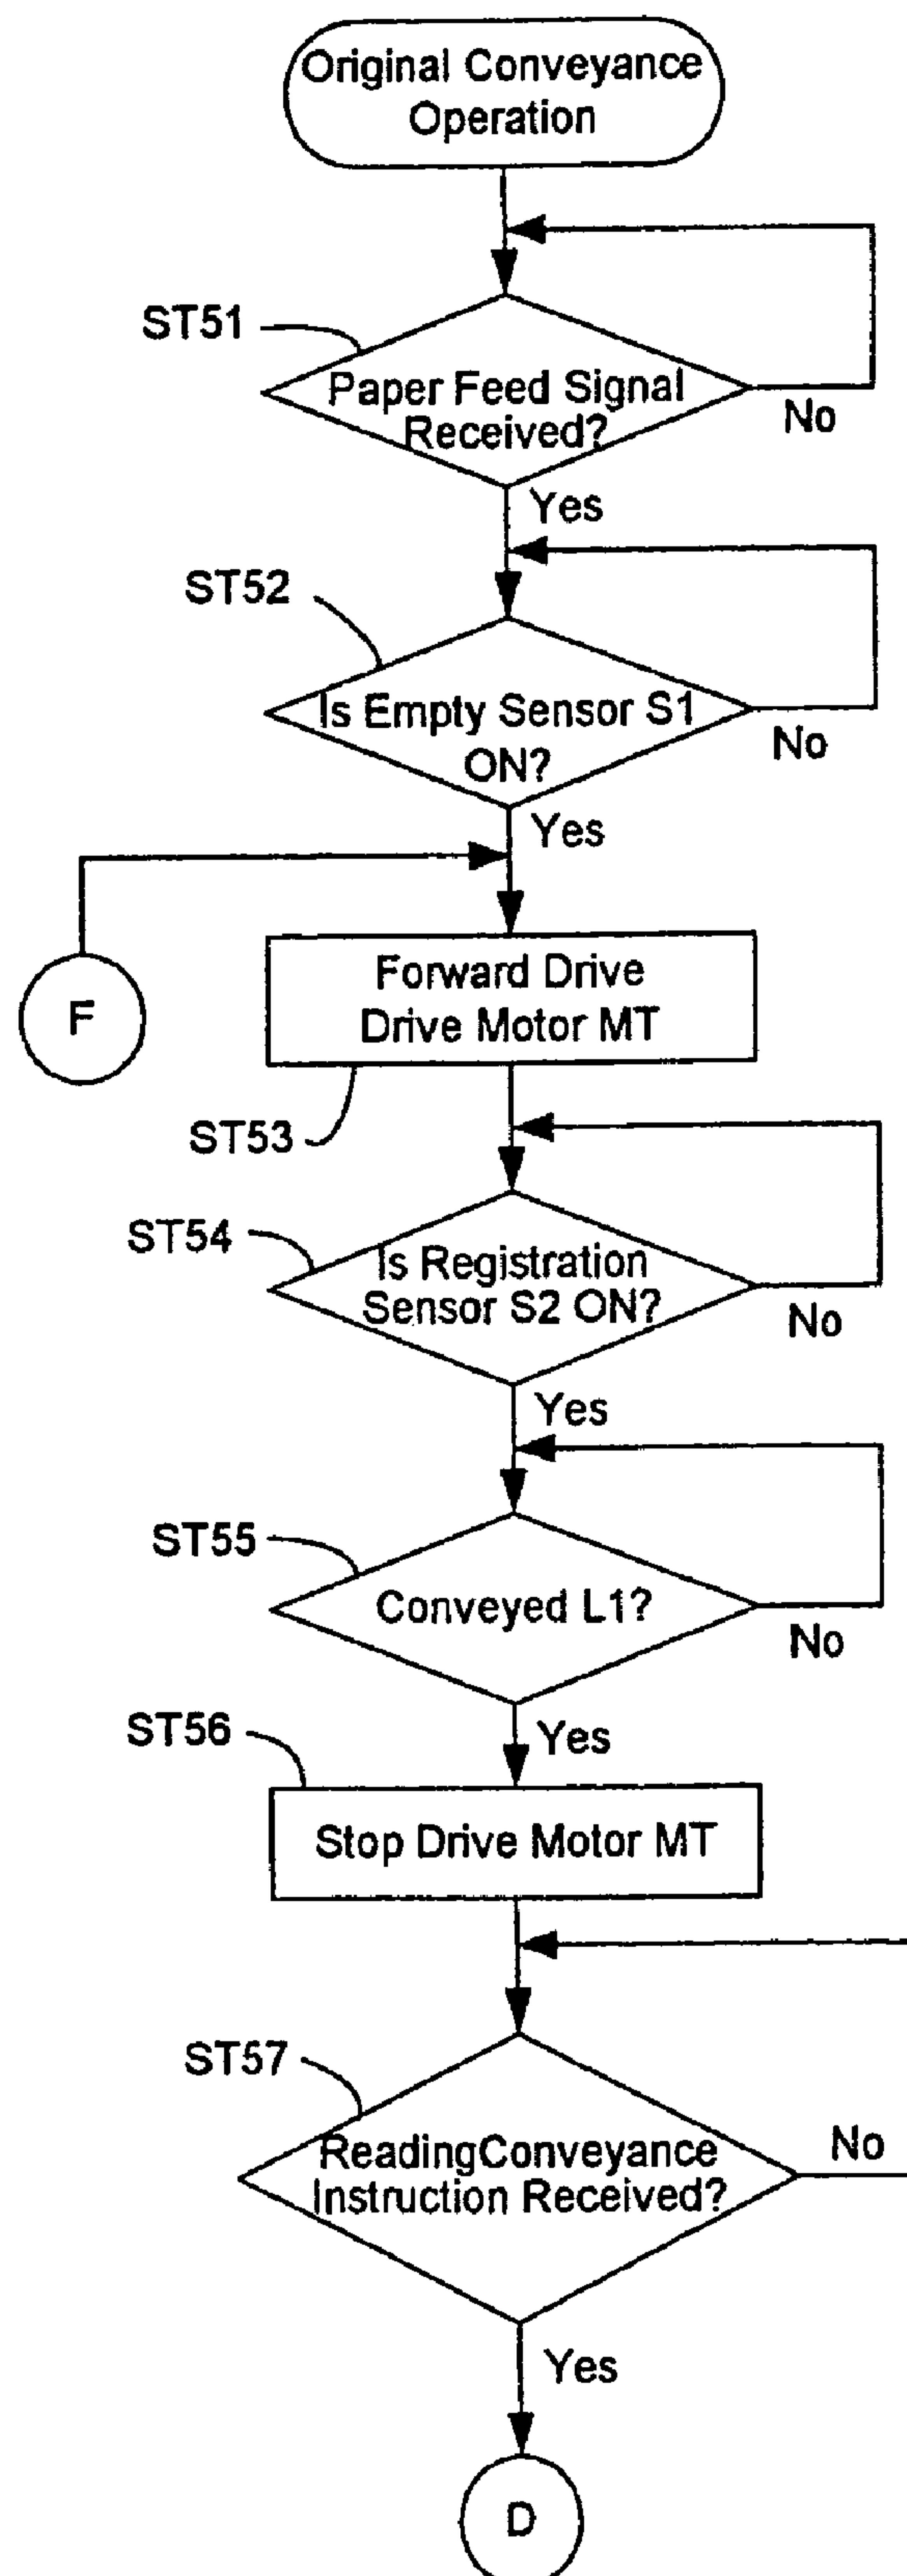 Original Conveyance
Operation
ST51
Paper Feed Signal
Received?
No
Yes
ST52
Is Empty Sensor S1
ON?
No
Yes
F
Forward Drive
Drive Motor MT
ST53
ST54
Is Registration
Sensor S2 ON?
No
Yes
ST55
Conveyed L1?
No
Yes
ST56
Stop Drive Motor MT
ST57
ReadingConveyance
Instruction Received?
No
Yes
D